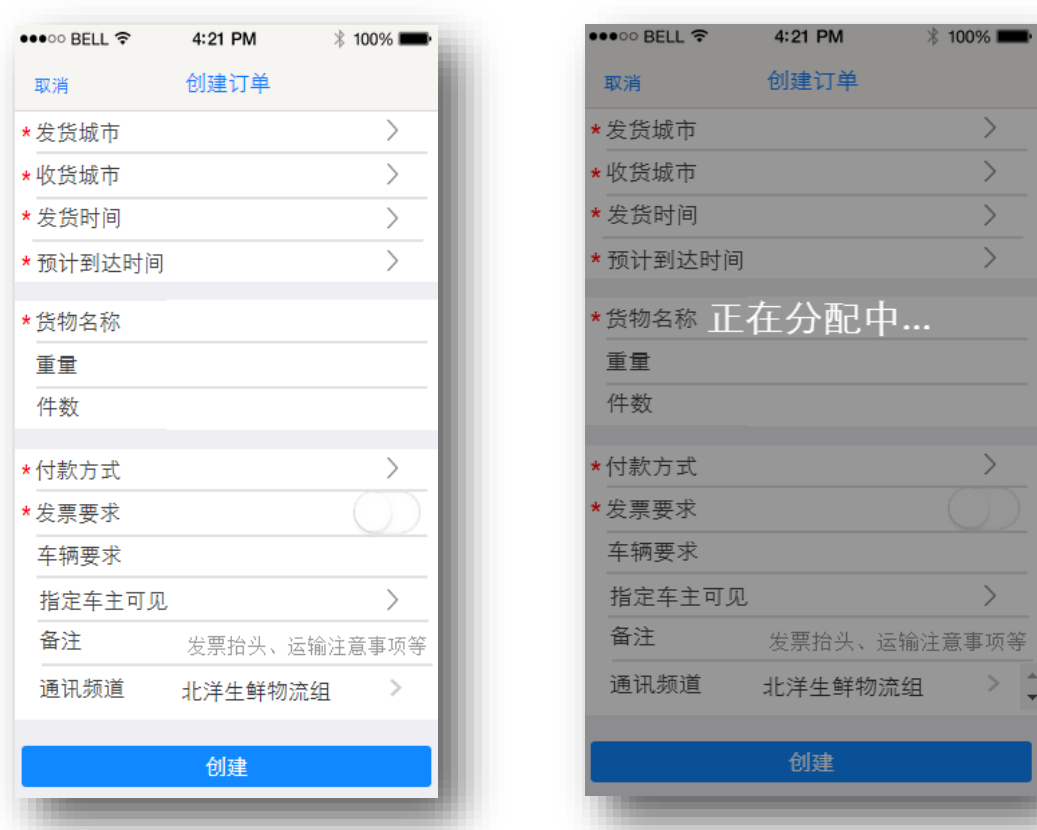 BELL 4:21 PM 100%
取消 创建订单
*发货城市
*收货城市
*发货时间
*预计到达时间
*货物名称
重量
件数
*付款方式
*发票要求
车辆要求
指定车主可见
备注 发票抬头、运输注意事项等
通讯频道 北洋生鲜物流组
创建
BELL 4:21 PM 100%
取消 创建订单
*发货城市
*收货城市
*发货时间
*预计到达时间
*货物名称 正在分配中...
重量
件数
*付款方式
*发票要求
车辆要求
指定车主可见
备注 发票抬头、运输注意事项等
通讯频道 北洋生鲜物流组
创建